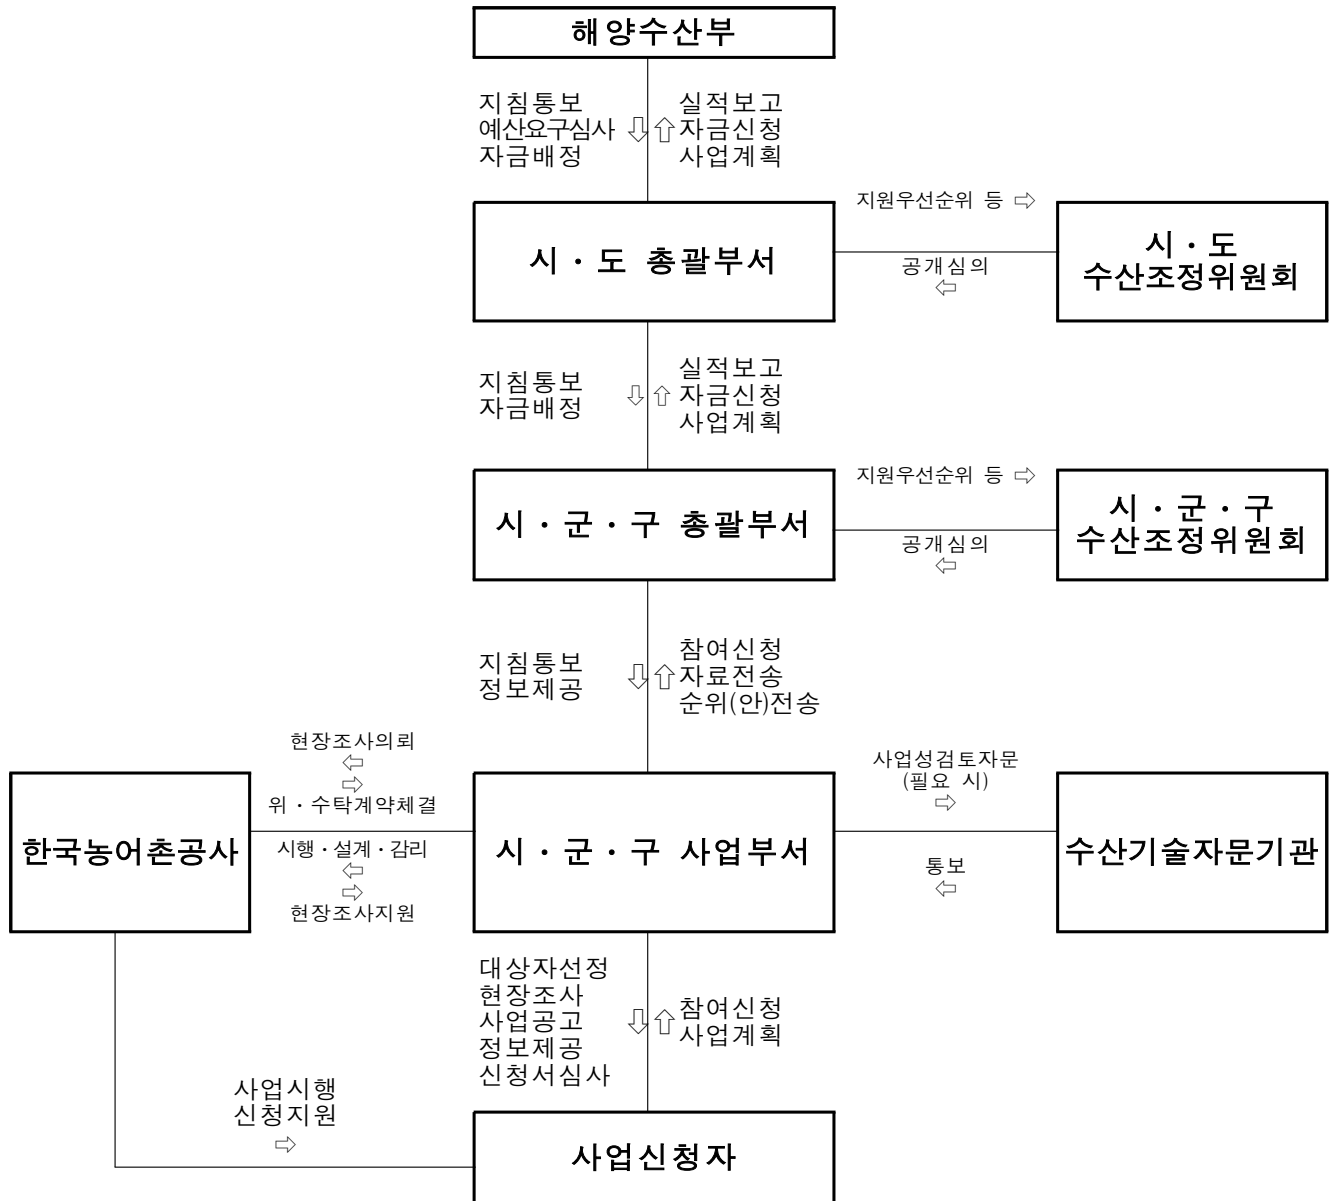 해양수산부
지침통보
예산요구심사
자금배정
⇩
⇧
실적보고
자금신청
사업계획
시·도 총괄부서
지원우선순위 등 ⇨
공개심의
⇦
시·도
수산조정위원회
지침통보
자금배정
⇩
⇧
실적보고
자금신청
사업계획
시·군·구 총괄부서
지원우선순위 등 ⇨
공개심의
⇦
시·군·구
수산조정위원회
지침통보
정보제공
⇩
⇧
참여신청
자료전송
순위(안)전송
한국농어촌공사
현장조사의뢰
⇦
⇨
위·수탁계약체결
시행·설계·감리
⇦
⇨
현장조사지원
시·군·구 사업부서
사업성검토자문
(필요 시)
⇨
통보
⇦
수산기술자문기관
대상자선정
현장조사
사업공고
정보제공
신청서심사
⇩
⇧
참여신청
사업계획
사업시행
신청지원
⇨
사업신청자